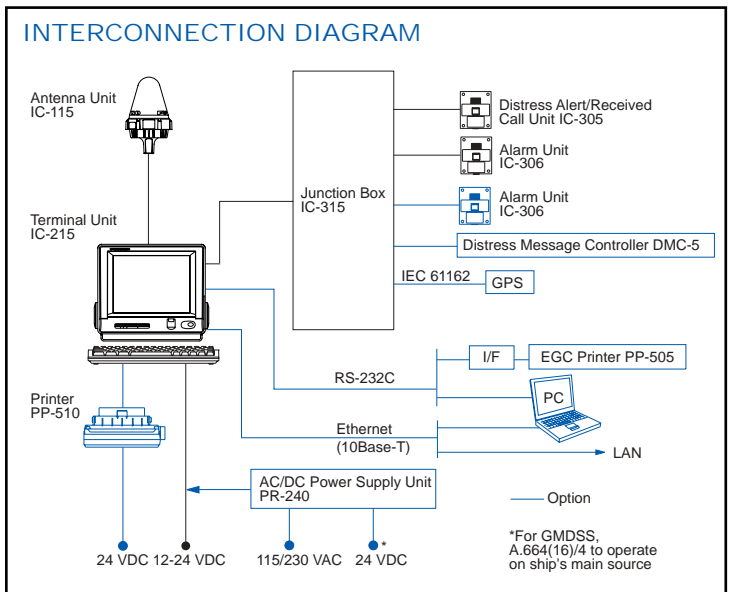 INTERCONNECTION DIAGRAM
Antenna Unit
IC-115
Distress Alert/Received
Call Unit IC-305
Alarm Unit
IC-306
Junction Box
IC-315
Alarm Unit
IC-306
Terminal Unit
IC-215
Distress Message Controller DMC-5
IEC 61162
GPS
I/F
EGC Printer PP-505
RS-232C
PC
Printer
PP-510
Ethernet
(10Base-T)
LAN
AC/DC Power Supply Unit
PR-240
Option
*For GMDSS,
A.664(16)/4 to operate
on ship's main source
*
24 VDC 12-24 VDC 115/230 VAC 24 VDC